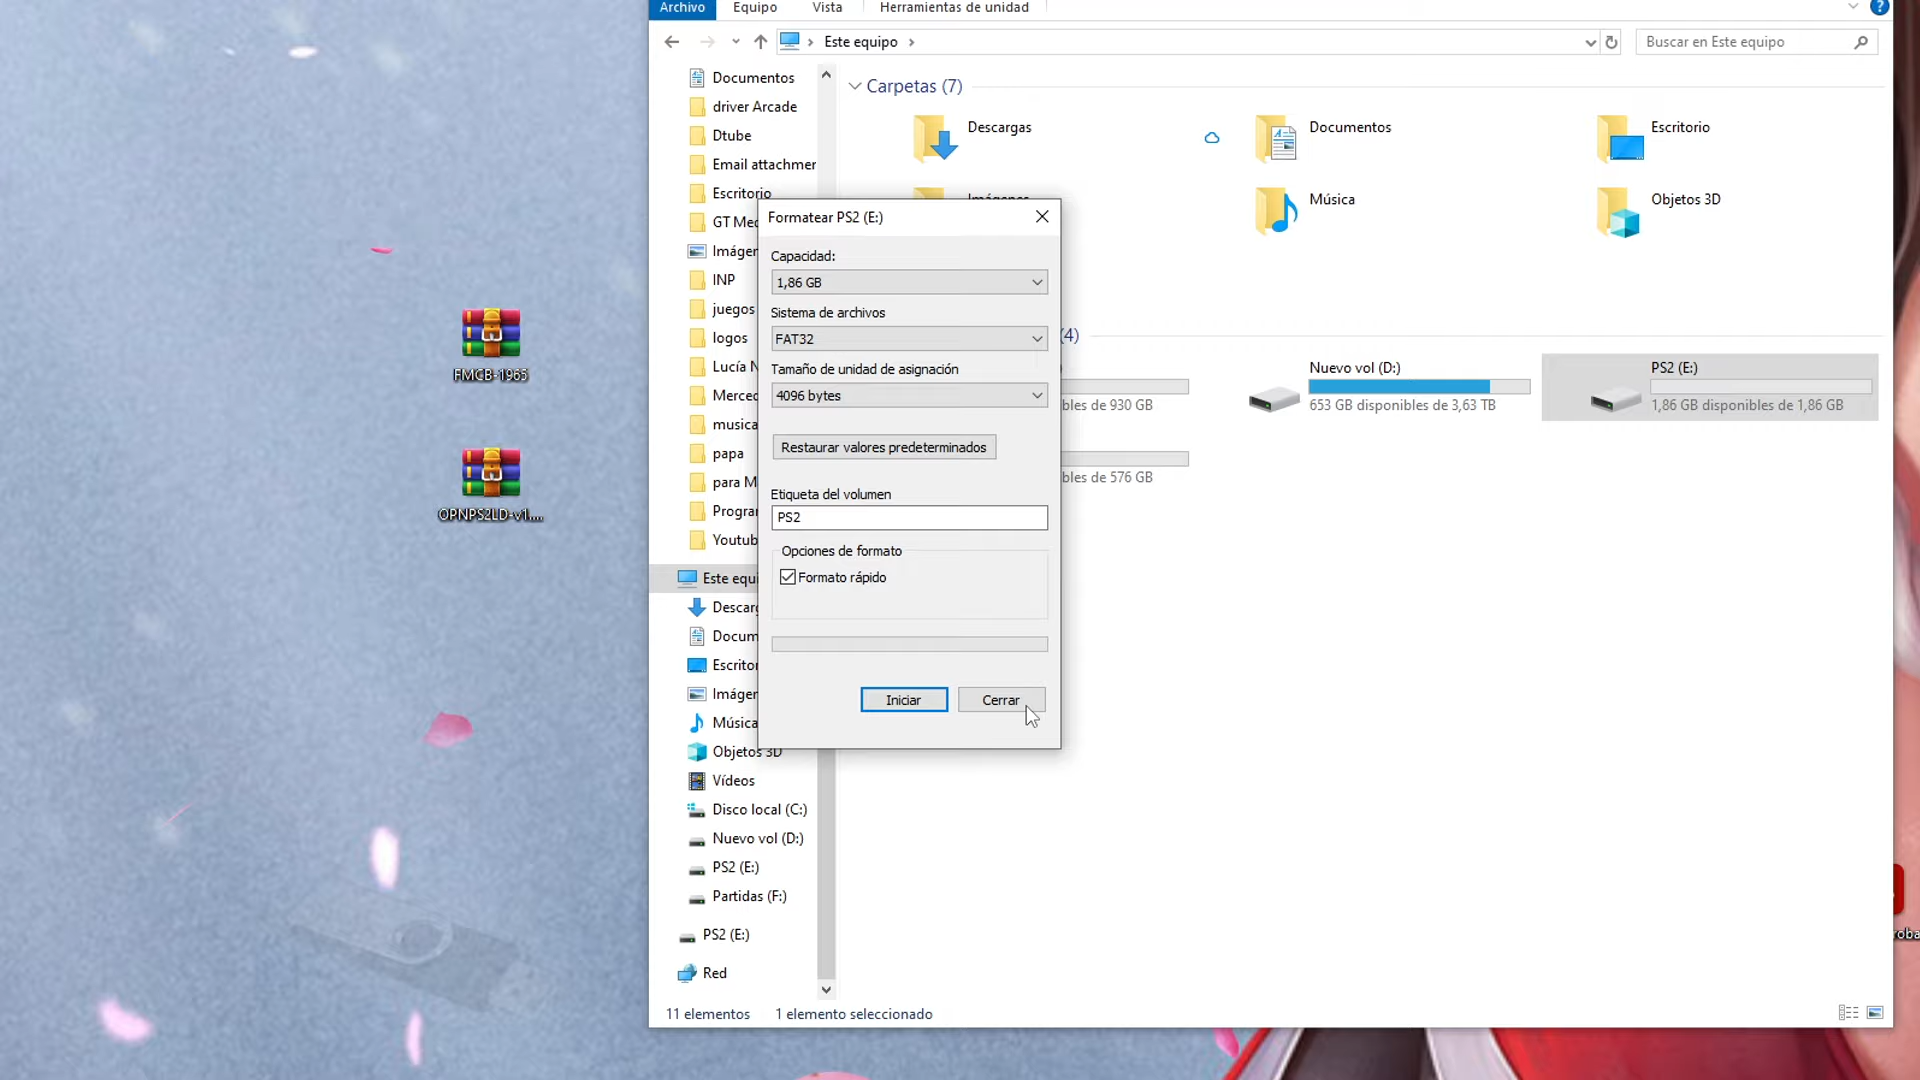 Archivo Equipo Vista Herramientas de unidad
Este equipo
Buscar en Este equipo
Documentos
driver Arcade
Dtube
Email attachmer
Escritorio
GT Med
Imáger
INP
juegos
logos
Lucía N
Merced
musica
papa
para M
Progran
Youtub
Este equi
Descarg
Docum
Escritor
Imáger
Música
Objetos 3D
Vídeos
Disco local (C:)
Nuevo vol (D:)
PS2 (E:)
Partidas (F:)
PS2 (E:)
Red
11 elementos 1 elemento seleccionado
Carpetas (7)
Descargas
Documentos
Escritorio
Imágenes
Música
Objetos 3D
(4)
bles de 930 GB
Nuevo vol (D:)
653 GB disponibles de 3,63 TB
PS2 (E:)
1,86 GB disponibles de 1,86 GB
bles de 576 GB
Formatear PS2 (E:)
Capacidad:
1,86 GB
Sistema de archivos
FAT32
Tamaño de unidad de asignación
4096 bytes
Restaurar valores predeterminados
Etiqueta del volumen
PS2
Opciones de formato
Formato rápido
Iniciar Cerrar
FMCB-1965
OPNPS2LD-v1....
roba